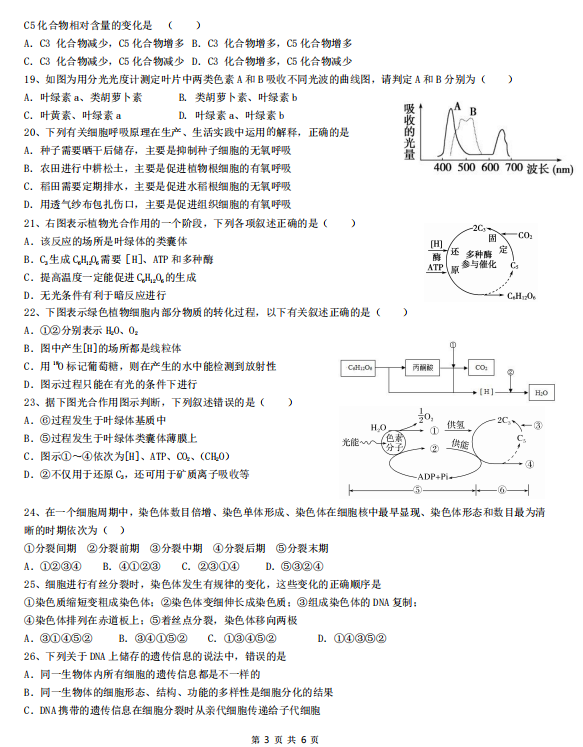 C5化合物相对含量的变化是 （  ）
A. C3 化合物减少，C5化合物增多 B. C3 化合物增多，C5化合物增多
C. C3 化合物减少，C5化合物减少 D. C3 化合物增多，C5化合物减少
19、如图为用分光光度计测定叶片中两类色素 A 和 B 吸收不同光波的曲线图，请判定 A 和 B 分别为（  ）
A. 叶绿素 a、类胡萝卜素 B. 类胡萝卜素、叶绿素 b
C. 叶黄素、叶绿素 a D. 叶绿素 a、叶绿素 b
吸收的光量
A B
400 500 600 700 波长 (nm)
20、下列有关细胞呼吸原理在生产、生活实践中运用的解释，正确的是
A. 种子需要晒干后储存，主要是抑制种子细胞的无氧呼吸
B. 农田进行中耕松土，主要是促进植物根细胞的有氧呼吸
C. 稻田需要定期排水，主要是促进水稻根细胞的有氧呼吸
D. 用透气纱布包扎伤口，主要是促进组织细胞的有氧呼吸
21、右图表示植物光合作用的一个阶段，下列各项叙述正确的是（  ）
A. 该反应的场所是叶绿体的类囊体
B. C₃生成 C₆H₁₂O₆需要［H］、ATP 和多种酶
C. 提高温度一定能促进 C₆H₁₂O₆的生成
D. 无光条件有利于暗反应进行
2C₃ CO₂
固定
[H] 还
酶 多种酶
ATP 原 参与催化
C₅
C₆H₁₂O₆
22、下图表示绿色植物细胞内部分物质的转化过程，以下有关叙述正确的是（  ）
A. ①②分别表示 H₂O、O₂
B. 图中产生[H]的场所都是线粒体
C. 用 ¹⁸O 标记葡萄糖，则在产生的水中能检测到放射性
D. 图示过程只能在有光的条件下进行
①
C₆H₁₂O₆ 丙酮酸 CO₂
②
[H] H₂O
23、据下图光合作用图示判断，下列叙述错误的是（  ）
A. ⑥过程发生于叶绿体基质中
B. ⑤过程发生于叶绿体类囊体薄膜上
C. 图示①～④依次为[H]、ATP、CO₂、(CH₂O)
D. ②不仅用于还原 C₃，还可用于矿质离子吸收等
½O₂
H₂O ① 供氢 2C₃ ③
光能 色素分子 ② 供能 C₅
④
ADP+Pi
⑤ ⑥
24、在一个细胞周期中，染色体数目倍增、染色单体形成、染色体在细胞核中最早显现、染色体形态和数目最为清
晰的时期依次为（  ）
①分裂间期 ②分裂前期 ③分裂中期 ④分裂后期 ⑤分裂末期
A. ①②③④ B. ④①②③ C. ②③①④ D. ⑤③②④
25、细胞进行有丝分裂时，染色体发生有规律的变化，这些变化的正确顺序是
①染色质缩短变粗成染色体；②染色体变细伸长成染色质；③组成染色体的 DNA 复制；
④染色体排列在赤道板上；⑤着丝点分裂，染色体移向两极
A. ③①④⑤② B. ③④①⑤② C. ①③④⑤② D. ①④③⑤②
26、下列关于 DNA 上储存的遗传信息的说法中，错误的是
A. 同一生物体内所有细胞的遗传信息都是不一样的
B. 同一生物体的细胞形态、结构、功能的多样性是细胞分化的结果
C. DNA 携带的遗传信息在细胞分裂时从亲代细胞传递给子代细胞
第 3 页 共 6 页